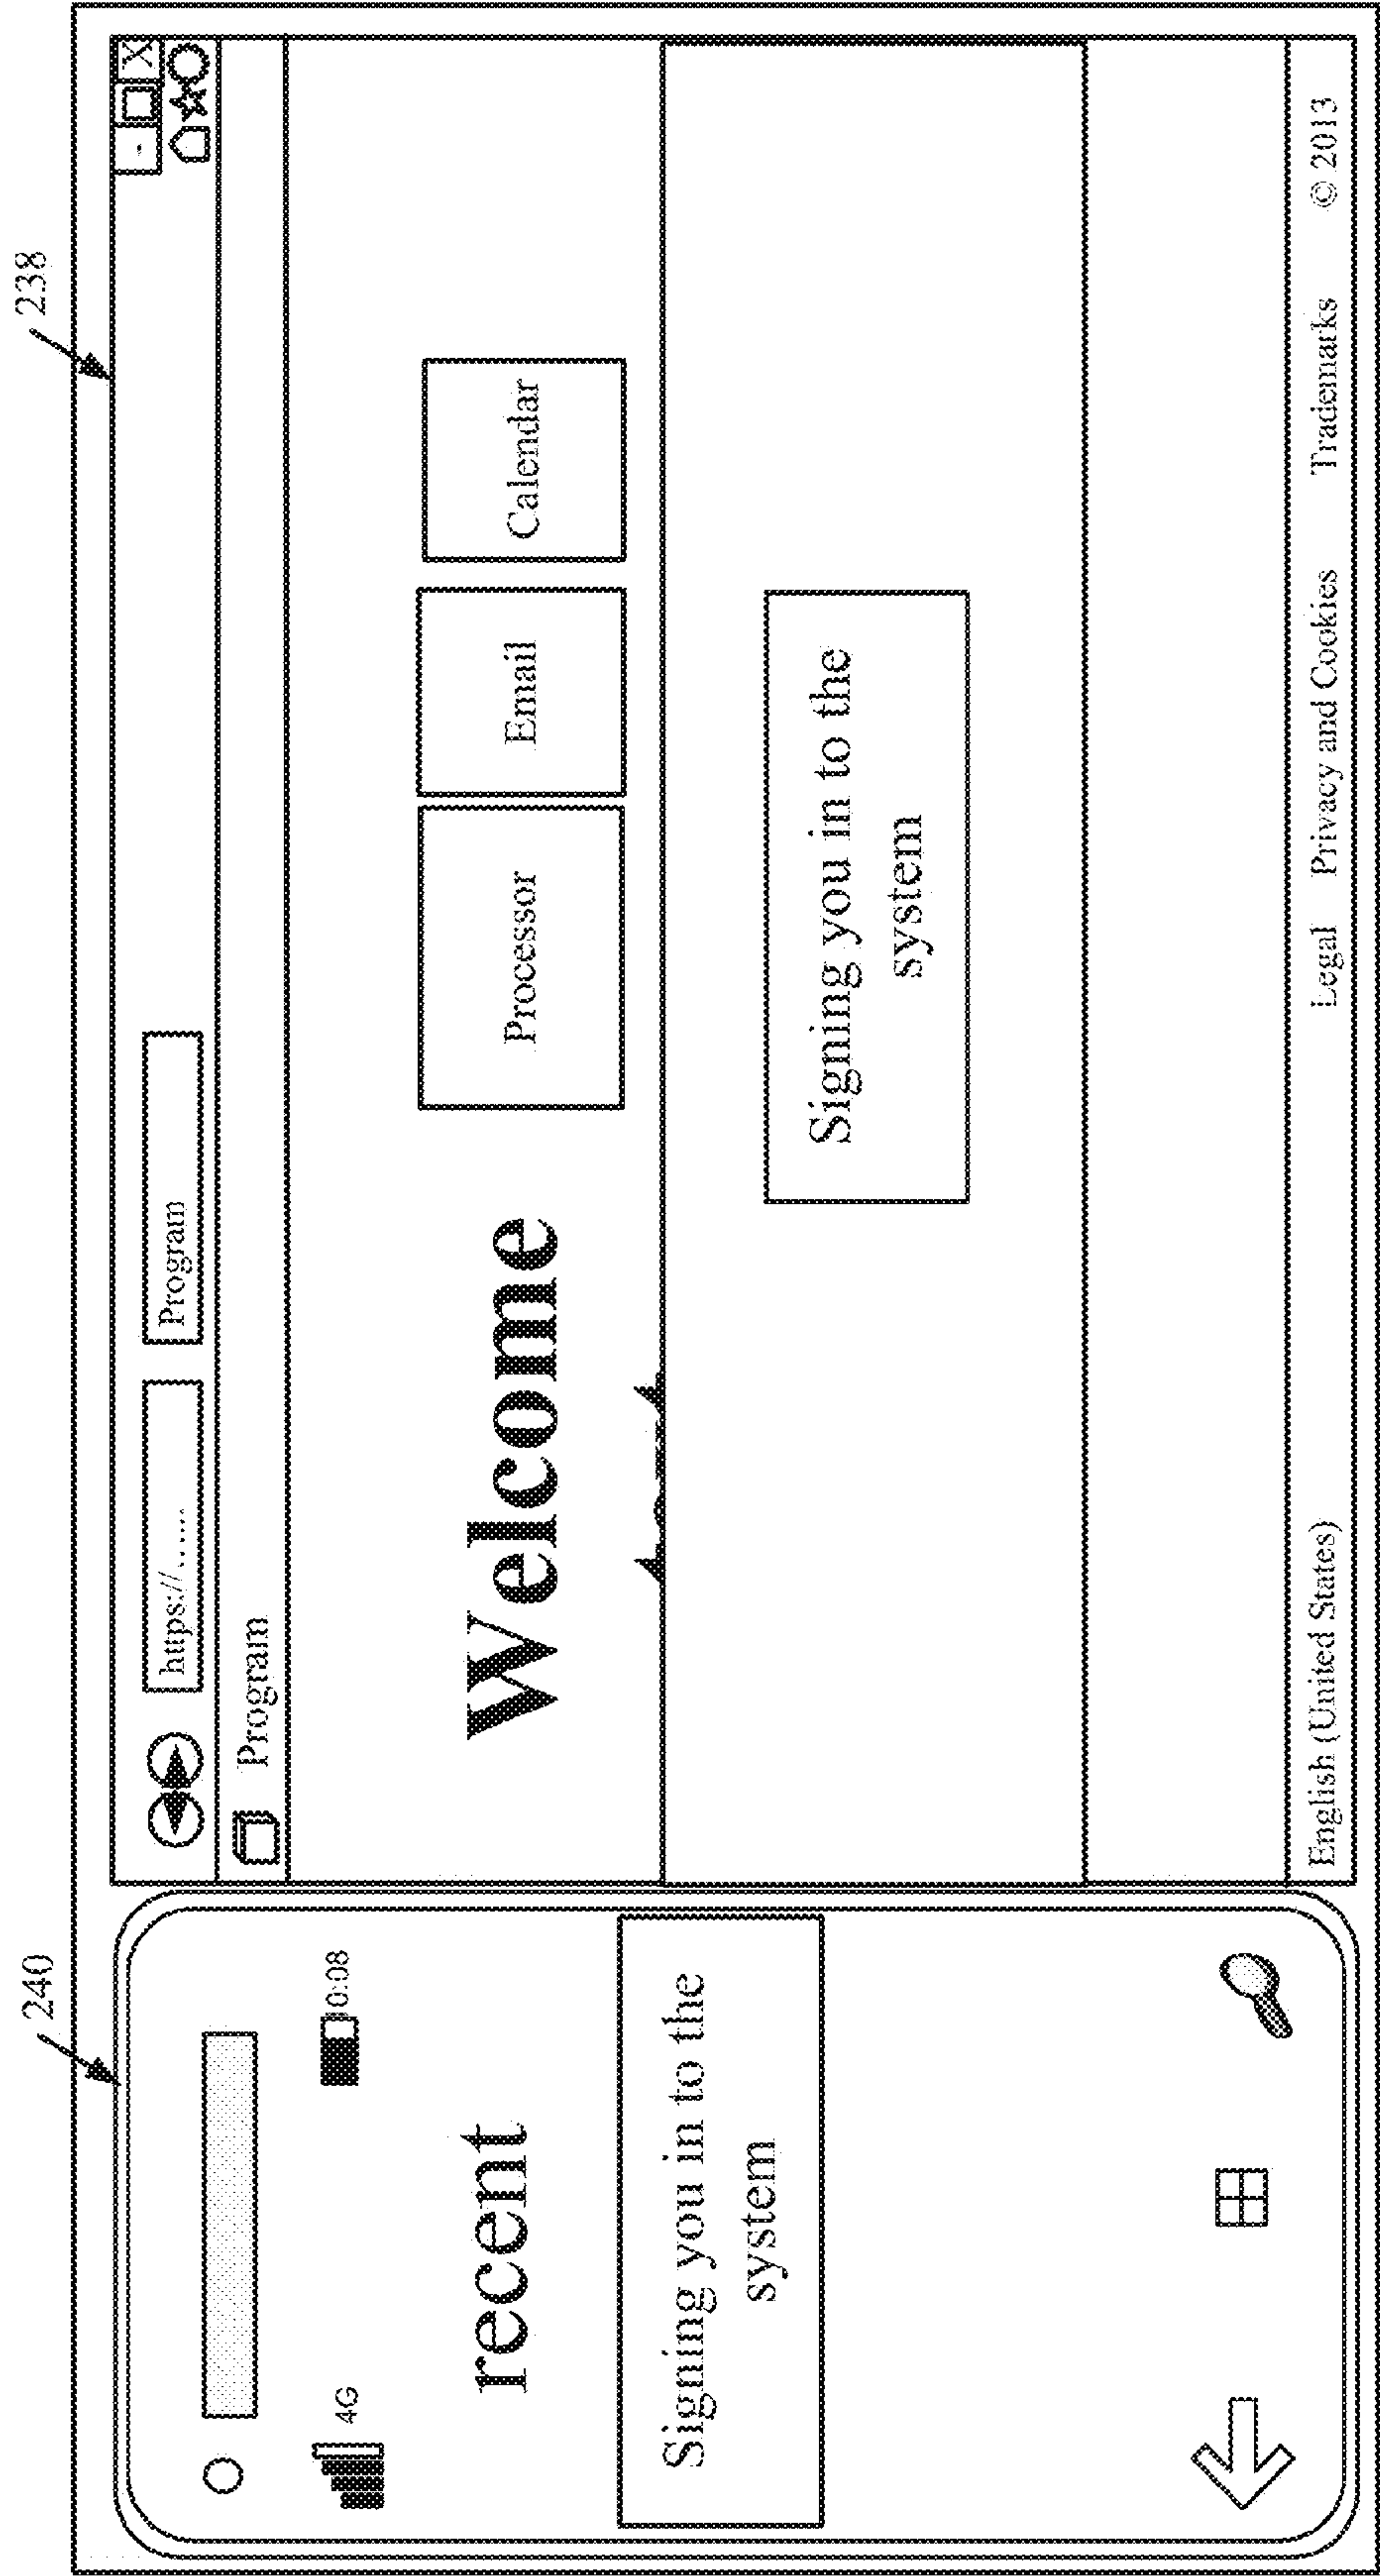 240
238
4G
10:08
recent
Signing you in to the
system
https://......
Program
- X
Program
Welcome
Processor
Email
Calendar
Signing you in to the
system
English (United States)
Legal
Privacy and Cookies
Trademarks
© 2013